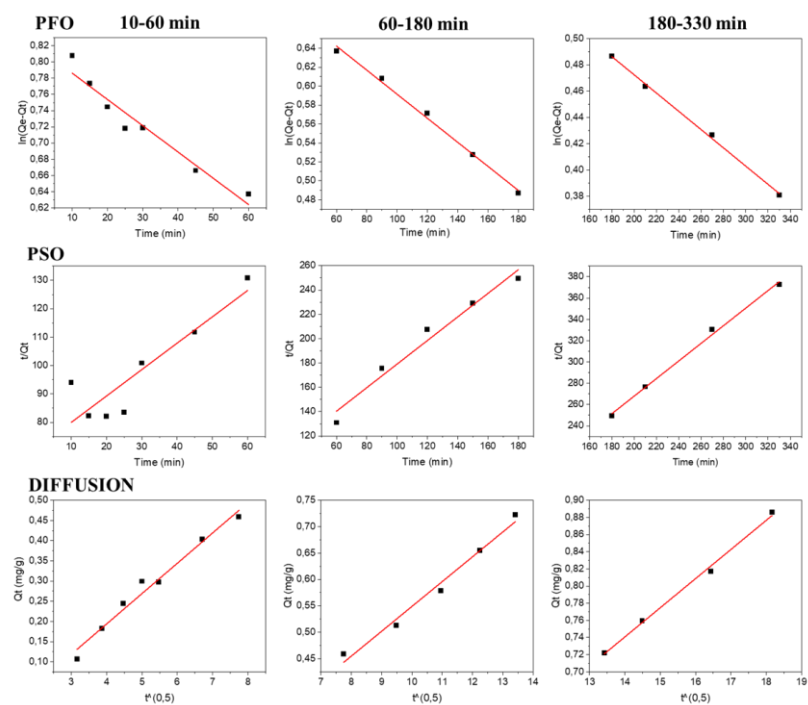 PFO 10-60 min 60-180 min 180-330 min
0,82
0,80
0,78
0,76
0,74
0,72
0,70
0,68
0,66
0,64
0,62
ln(Qe-Qt)
10 20 30 40 50 60
Time (min)
0,64
0,62
0,60
0,58
0,56
0,54
0,52
0,50
0,48
ln(Qe-Qt)
60 80 100 120 140 160 180
Time (min)
0,50
0,48
0,46
0,44
0,42
0,40
0,38
ln(Qe-Qt)
160 180 200 220 240 260 280 300 320 340
Time (min)
PSO
130
120
110
100
90
80
t/Qt
10 20 30 40 50 60
Time (min)
260
240
220
200
180
160
140
120
t/Qt
60 80 100 120 140 160 180
Time (min)
380
360
340
320
300
280
260
240
t/Qt
160 180 200 220 240 260 280 300 320 340
Time (min)
DIFFUSION
0,50
0,45
0,40
0,35
0,30
0,25
0,20
0,15
0,10
Qt (mg/g)
3 4 5 6 7 8
t^(0,5)
0,75
0,70
0,65
0,60
0,55
0,50
0,45
Qt (mg/g)
7 8 9 10 11 12 13 14
t^(0,5)
0,90
0,88
0,86
0,84
0,82
0,80
0,78
0,76
0,74
0,72
0,70
Qt (mg/g)
13 14 15 16 17 18 19
t^(0,5)